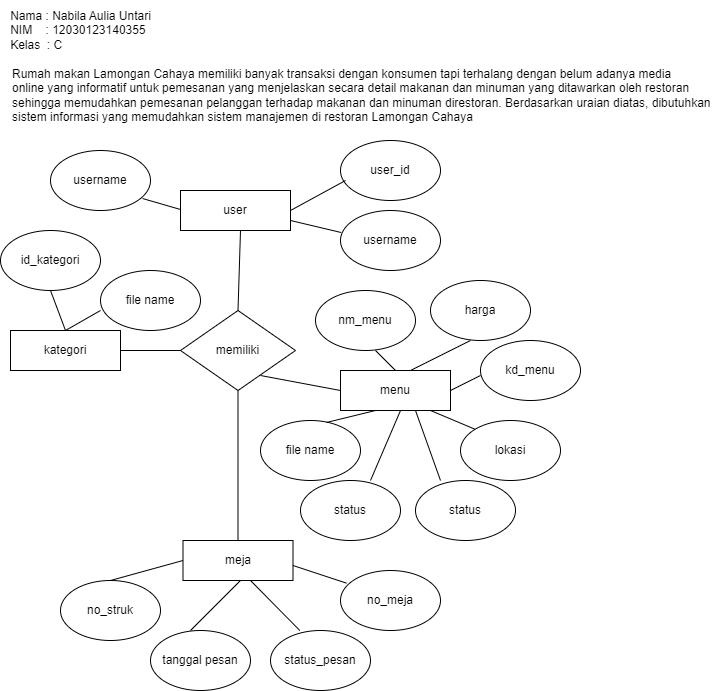 Nama : Nabila Aulia Untari
NIM : 12030123140355
Kelas : C
Rumah makan Lamongan Cahaya memiliki banyak transaksi dengan konsumen tapi terhalang dengan belum adanya media
online yang informatif untuk pemesanan yang menjelaskan secara detail makanan dan minuman yang ditawarkan oleh restoran
sehingga memudahkan pemesanan pelanggan terhadap makanan dan minuman direstoran. Berdasarkan uraian diatas, dibutuhkan
sistem informasi yang memudahkan sistem manajemen di restoran Lamongan Cahaya
username
user_id
user
username
id_kategori
file name
kategori
memiliki
nm_menu
harga
kd_menu
menu
file name
lokasi
status
status
meja
no_struk
no_meja
tanggal pesan
status_pesan